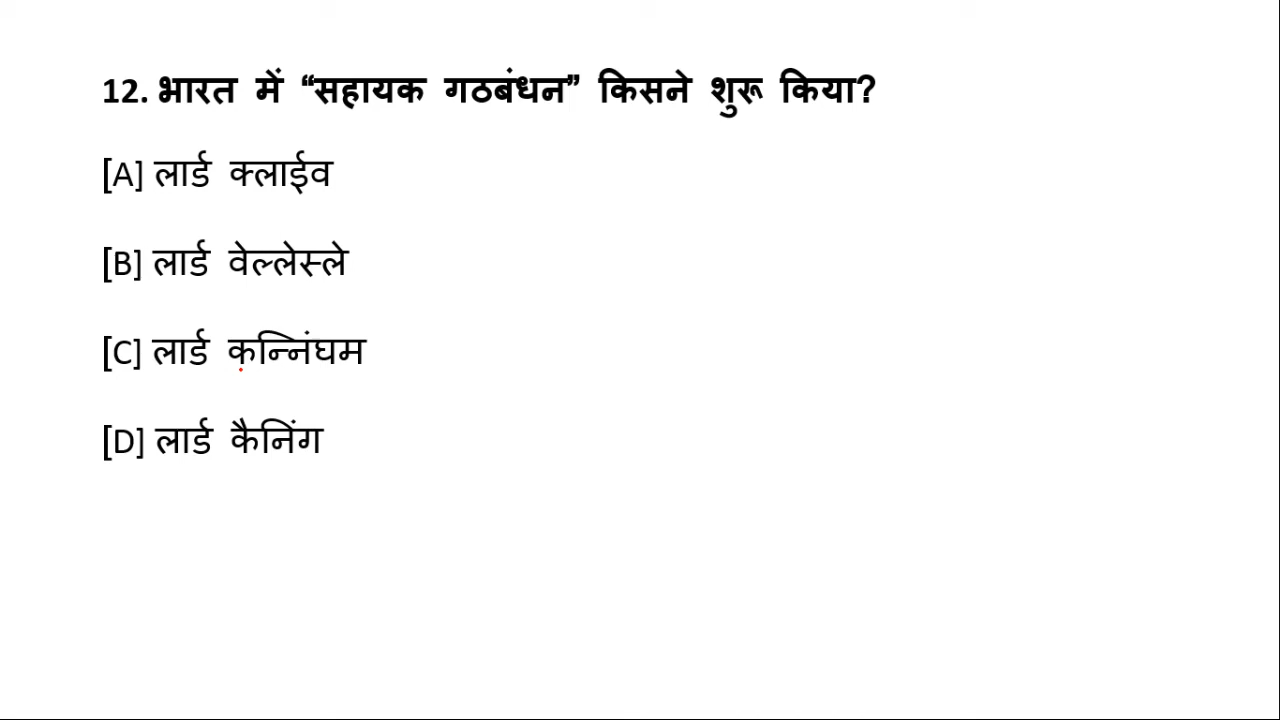 12. भारत में “सहायक गठबंधन” किसने शुरू किया?
[A] लार्ड क्लाईव
[B] लार्ड वेल्लेस्ले
[C] लार्ड कन्निंघम
[D] लार्ड कैनिंग